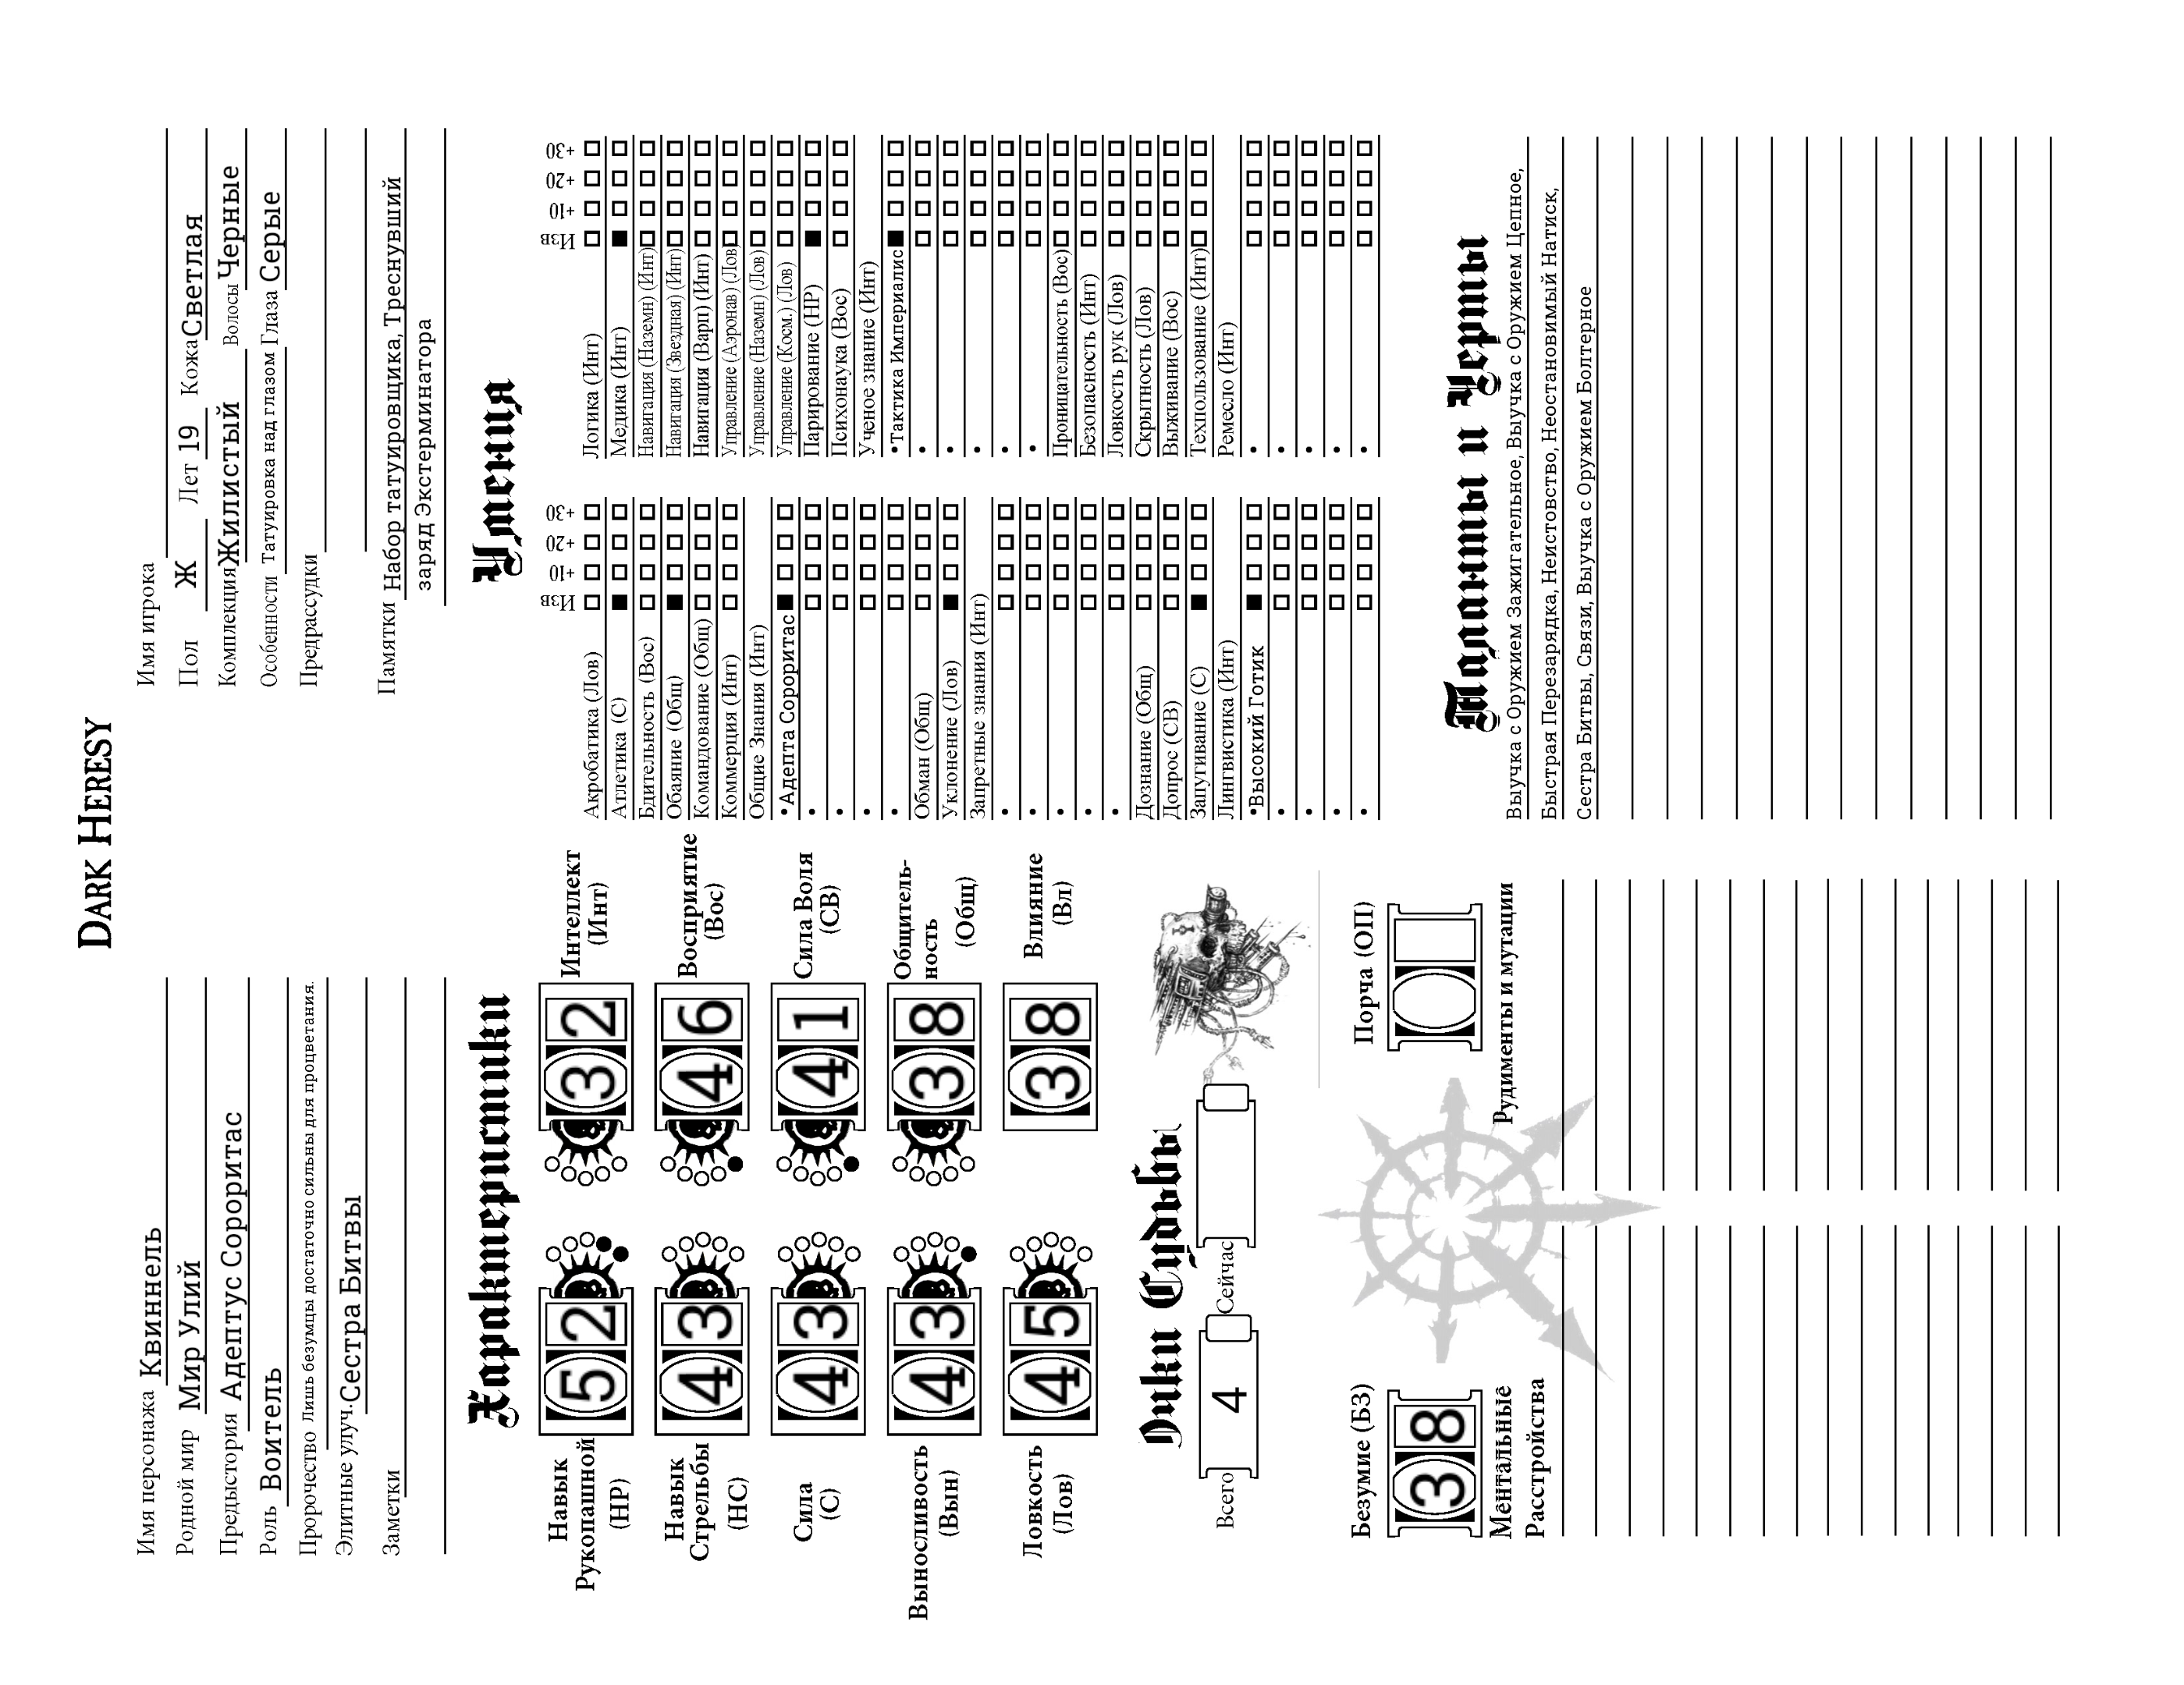 DARK HERESY
Имя персонажа Квиннель
Родной мир Мир Улий
Предыстория Адептус Сороритас
Роль Воитель
Пророчество Лишь безумцы достаточно сильны для процветания.
Элитные улуч. Сестра Битвы
Заметки
Имя игрока
Пол Ж Лет 19 Кожа Светлая
Комплекция Жилистый Волосы Черные
Особенности Татуировка над глазом Глаза Серые
Предрассудки
Памятки Набор татуировщика, Треснувший
заряд Экстерминатора
Характеристики
Навык Рукопашной (НР) 52
Интеллект (Инт) 32
Навык Стрельбы (НС) 43
Восприятие (Вос) 46
Сила (С) 43
Сила Воля (СВ) 41
Выносливость (Вын) 43
Общитель-
ность (Общ) 38
Ловкость (Лов) 45
Влияние (Вл) 38
Очки Судьбы
Всего 4 Сейчас
Безумие (БЗ) 38
Порча (ОП)
Ментальные
Расстройства
Рудименты и мутации
Умения
Изв +10 +20 +30
Акробатика (Лов)
Атлетика (С)
Бдительность (Вос)
Обаяние (Общ)
Командование (Общ)
Коммерция (Инт)
Общие Знания (Инт)
• Адепта Сороритас
•
•
•
•
Обман (Общ)
Уклонение (Лов)
Запретные знания (Инт)
•
•
•
•
•
Дознание (Общ)
Допрос (СВ)
Запугивание (С)
Лингвистика (Инт)
• Высокий Готик
•
•
•
•
Изв +10 +20 +30
Логика (Инт)
Медика (Инт)
Навигация (Наземн) (Инт)
Навигация (Звездная) (Инт)
Навигация (Варп) (Инт)
Управление (Аэронав) (Лов)
Управление (Наземн) (Лов)
Управление (Косм.) (Лов)
Парирование (НР)
Психонаука (Вос)
Ученое знание (Инт)
• Тактика Империалис
•
•
•
•
•
Проницательность (Вос)
Безопасность (Инт)
Ловкость рук (Лов)
Скрытность (Лов)
Выживание (Вос)
Техпользование (Инт)
Ремесло (Инт)
•
•
•
•
•
Таланты и Черты
Выучка с Оружием Зажигательное, Выучка с Оружием Цепное,
Быстрая Перезарядка, Неистовство, Неостановимый Натиск,
Сестра Битвы, Связи, Выучка с Оружием Болтерное